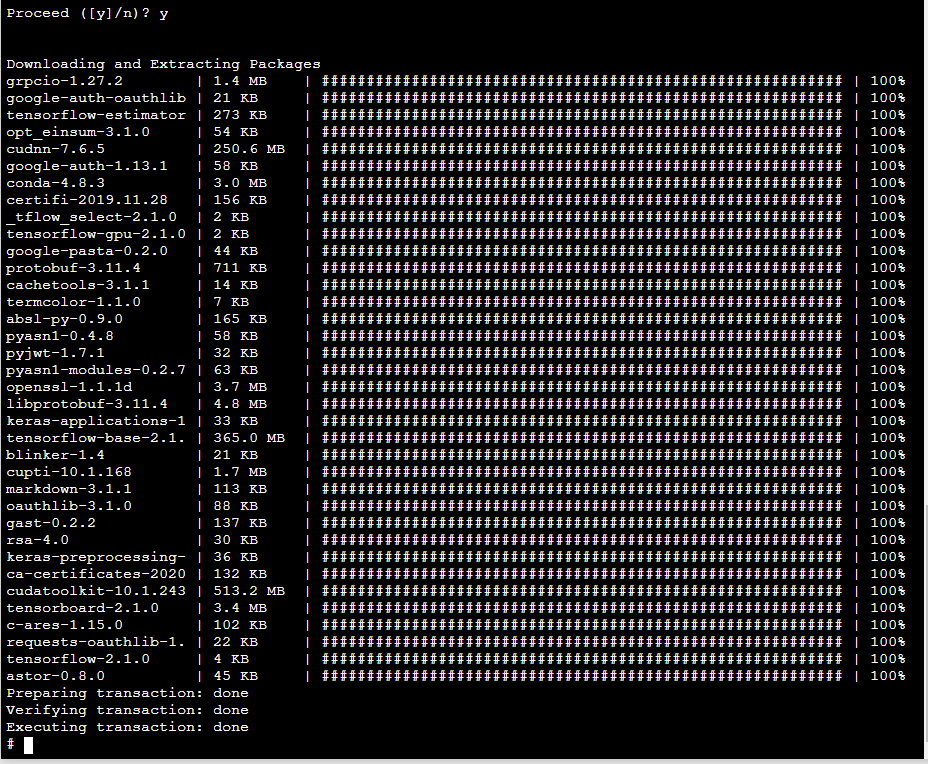 Proceed ([y]/n)? y
Downloading and Extracting Packages
grpcio-1.27.2 | 1.4 MB | ########################################################## | 100%
google-auth-oauthlib | 21 KB | ########################################################## | 100%
tensorflow-estimator | 273 KB | ########################################################## | 100%
opt_einsum-3.1.0 | 54 KB | ########################################################## | 100%
cudnn-7.6.5 | 250.6 MB | ########################################################## | 100%
google-auth-1.13.1 | 58 KB | ########################################################## | 100%
conda-4.8.3 | 3.0 MB | ########################################################## | 100%
certifi-2019.11.28 | 156 KB | ########################################################## | 100%
_tflow_select-2.1.0 | 2 KB | ########################################################## | 100%
tensorflow-gpu-2.1.0 | 2 KB | ########################################################## | 100%
google-pasta-0.2.0 | 44 KB | ########################################################## | 100%
protobuf-3.11.4 | 711 KB | ########################################################## | 100%
cachetools-3.1.1 | 14 KB | ########################################################## | 100%
termcolor-1.1.0 | 7 KB | ########################################################## | 100%
absl-py-0.9.0 | 165 KB | ########################################################## | 100%
pyasn1-0.4.8 | 58 KB | ########################################################## | 100%
pyjwt-1.7.1 | 32 KB | ########################################################## | 100%
pyasn1-modules-0.2.7 | 63 KB | ########################################################## | 100%
openssl-1.1.1d | 3.7 MB | ########################################################## | 100%
libprotobuf-3.11.4 | 4.8 MB | ########################################################## | 100%
keras-applications-1 | 33 KB | ########################################################## | 100%
tensorflow-base-2.1. | 365.0 MB | ########################################################## | 100%
blinker-1.4 | 21 KB | ########################################################## | 100%
cupti-10.1.168 | 1.7 MB | ########################################################## | 100%
markdown-3.1.1 | 113 KB | ########################################################## | 100%
oauthlib-3.1.0 | 88 KB | ########################################################## | 100%
gast-0.2.2 | 137 KB | ########################################################## | 100%
rsa-4.0 | 30 KB | ########################################################## | 100%
keras-preprocessing- | 36 KB | ########################################################## | 100%
ca-certificates-2020 | 132 KB | ########################################################## | 100%
cudatoolkit-10.1.243 | 513.2 MB | ########################################################## | 100%
tensorboard-2.1.0 | 3.4 MB | ########################################################## | 100%
c-ares-1.15.0 | 102 KB | ########################################################## | 100%
requests-oauthlib-1. | 22 KB | ########################################################## | 100%
tensorflow-2.1.0 | 4 KB | ########################################################## | 100%
astor-0.8.0 | 45 KB | ########################################################## | 100%
Preparing transaction: done
Verifying transaction: done
Executing transaction: done
#